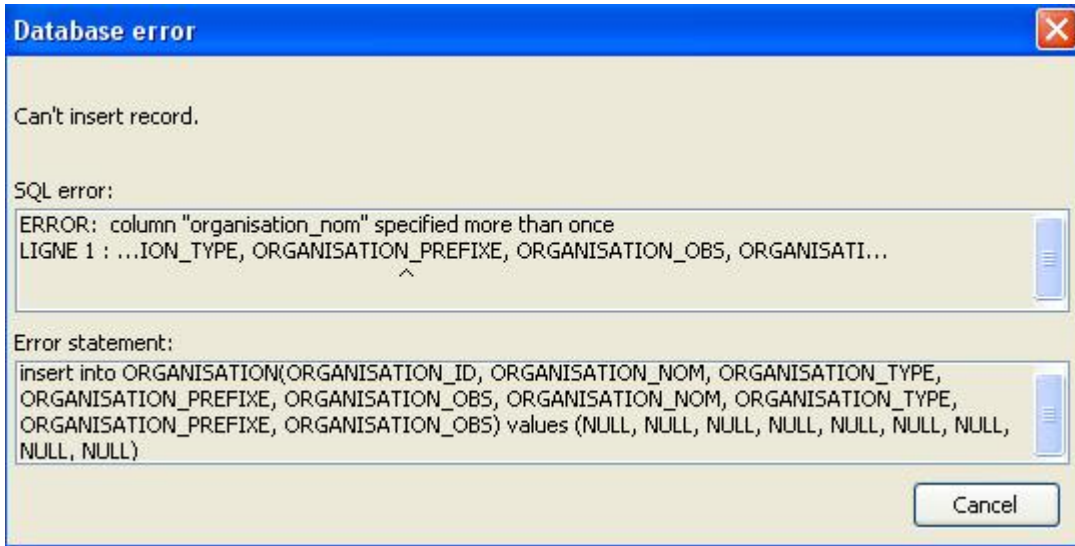 Database error
Can't insert record.
SQL error:
ERROR:  column "organisation_nom" specified more than once
LIGNE 1 : ...ION_TYPE, ORGANISATION_PREFIXE, ORGANISATION_OBS, ORGANISATI...
^
Error statement:
insert into ORGANISATION(ORGANISATION_ID, ORGANISATION_NOM, ORGANISATION_TYPE,
ORGANISATION_PREFIXE, ORGANISATION_OBS, ORGANISATION_NOM, ORGANISATION_TYPE,
ORGANISATION_PREFIXE, ORGANISATION_OBS) values (NULL, NULL, NULL, NULL, NULL, NULL, NULL,
NULL, NULL)
Cancel